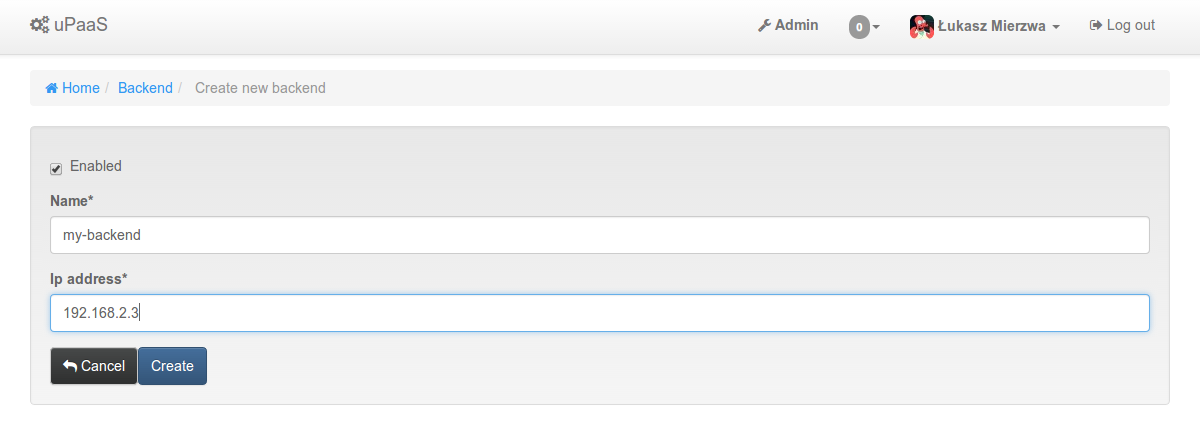 uPaaS Admin 0 Łukasz Mierzwa Log out
Home / Backend / Create new backend
Enabled
Name*
my-backend
Ip address*
192.168.2.3
Cancel Create